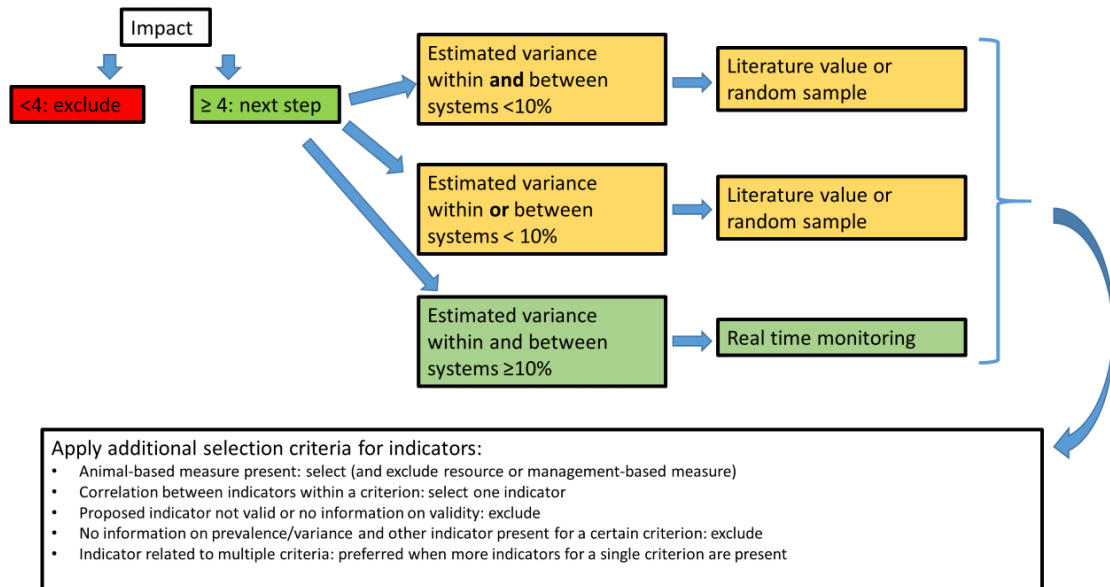 Impact
<4: exclude
≥ 4: next step
Estimated variance
within and between
systems <10%
Literature value or
random sample
Estimated variance
within or between
systems < 10%
Literature value or
random sample
Estimated variance
within and between
systems ≥10%
Real time monitoring
Apply additional selection criteria for indicators:
• Animal-based measure present: select (and exclude resource or management-based measure)
• Correlation between indicators within a criterion: select one indicator
• Proposed indicator not valid or no information on validity: exclude
• No information on prevalence/variance and other indicator present for a certain criterion: exclude
• Indicator related to multiple criteria: preferred when more indicators for a single criterion are present